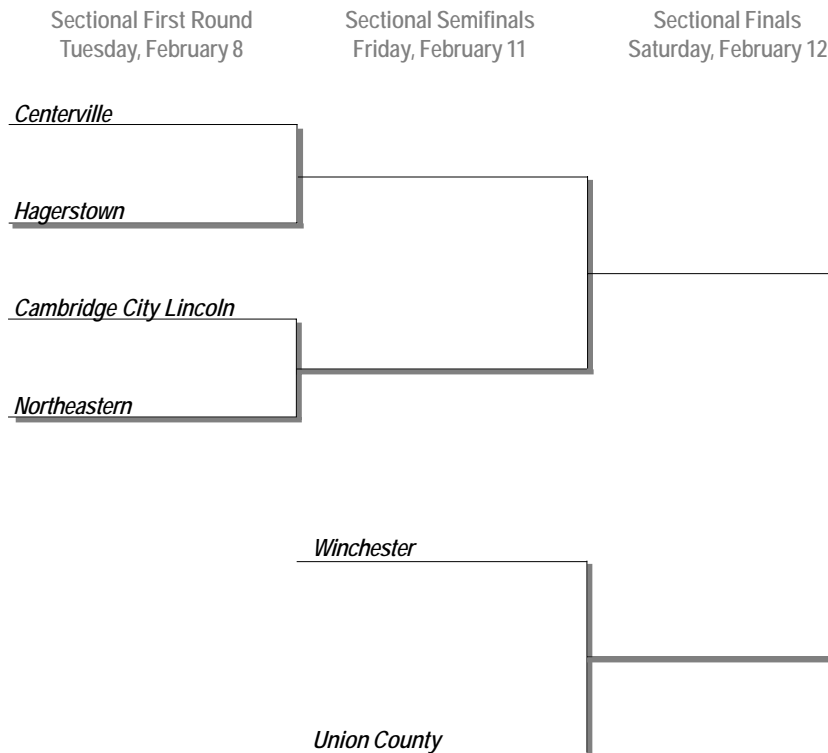 Sectional First Round
Tuesday, February 8
Sectional Semifinals
Friday, February 11
Sectional Finals
Saturday, February 12
Centerville
Hagerstown
Cambridge City Lincoln
Northeastern
Winchester
Union County